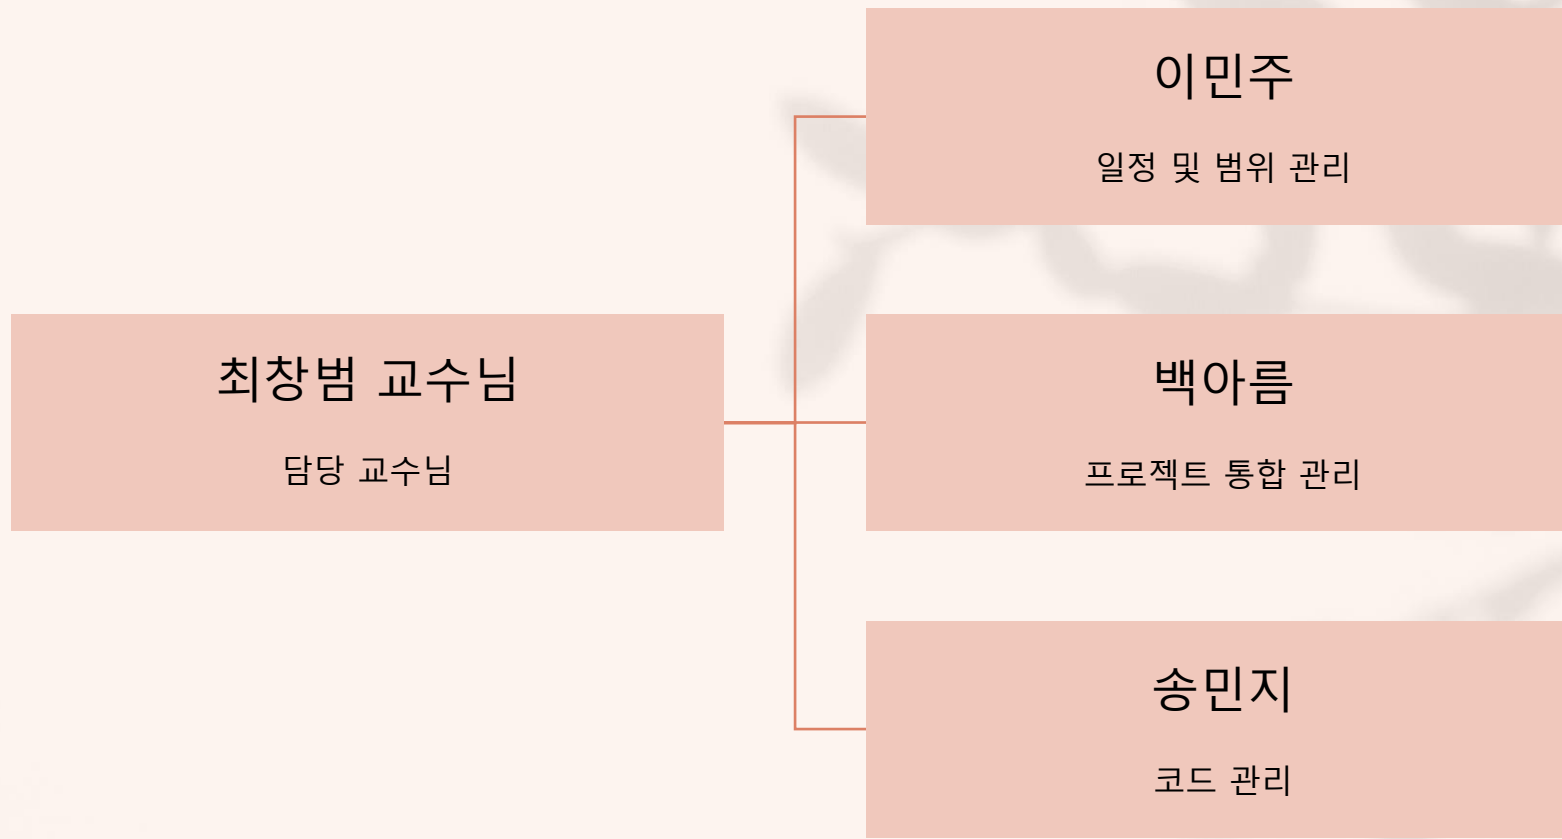 최창범 교수님
담당 교수님
이민주
일정 및 범위 관리
백아름
프로젝트 통합 관리
송민지
코드 관리